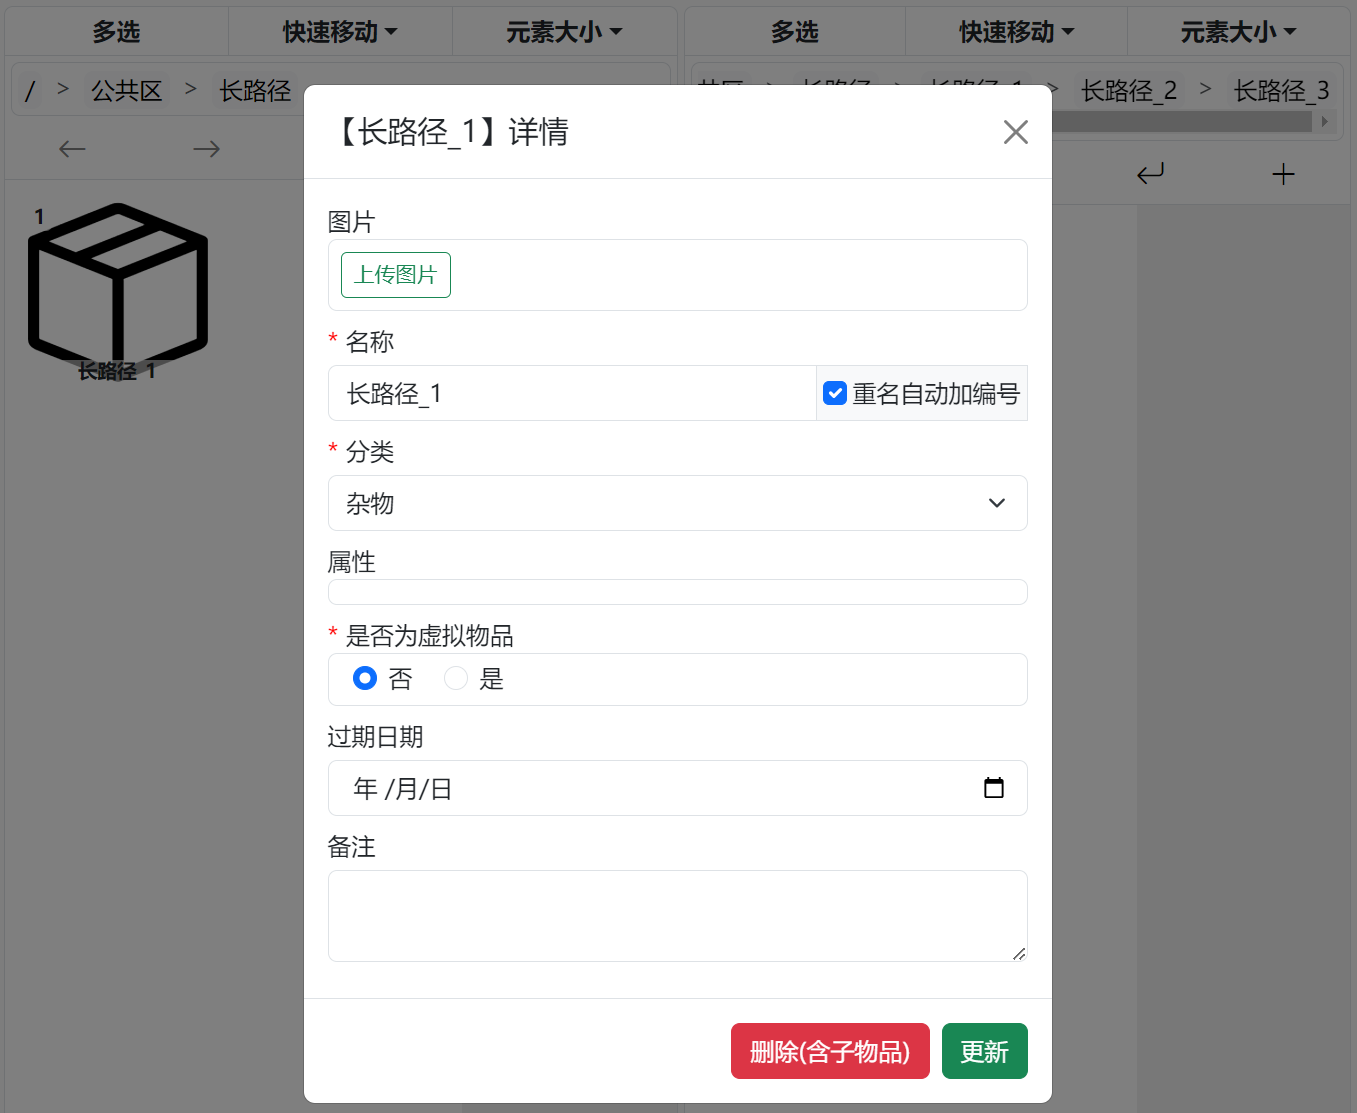 多选 快速移动 元素大小 多选 快速移动 元素大小
/ > 公共区 > 长路径
> 长路径_2 > 长路径_3
【长路径_1】详情
1
长路径_1
图片
上传图片
* 名称
长路径_1
重名自动加编号
* 分类
杂物
属性
* 是否为虚拟物品
否 是
过期日期
年 /月/日
备注
删除(含子物品) 更新